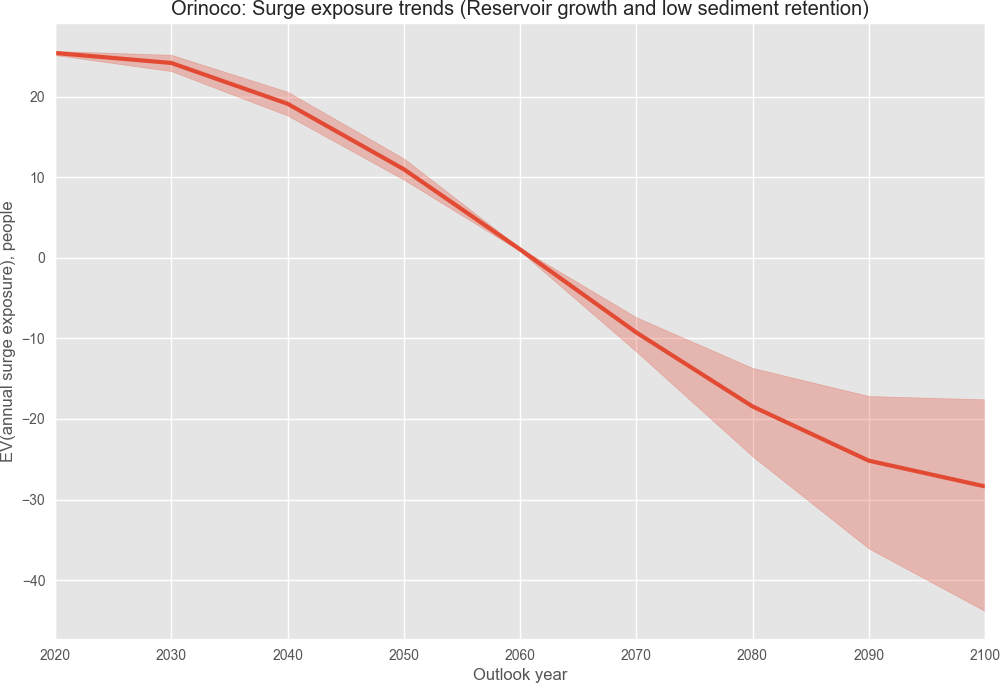 Orinoco: Surge exposure trends (Reservoir growth and low sediment retention)
EV(annual surge exposure), people
20
10
0
−10
−20
−30
−40
2020 2030 2040 2050 2060 2070 2080 2090 2100
Outlook year